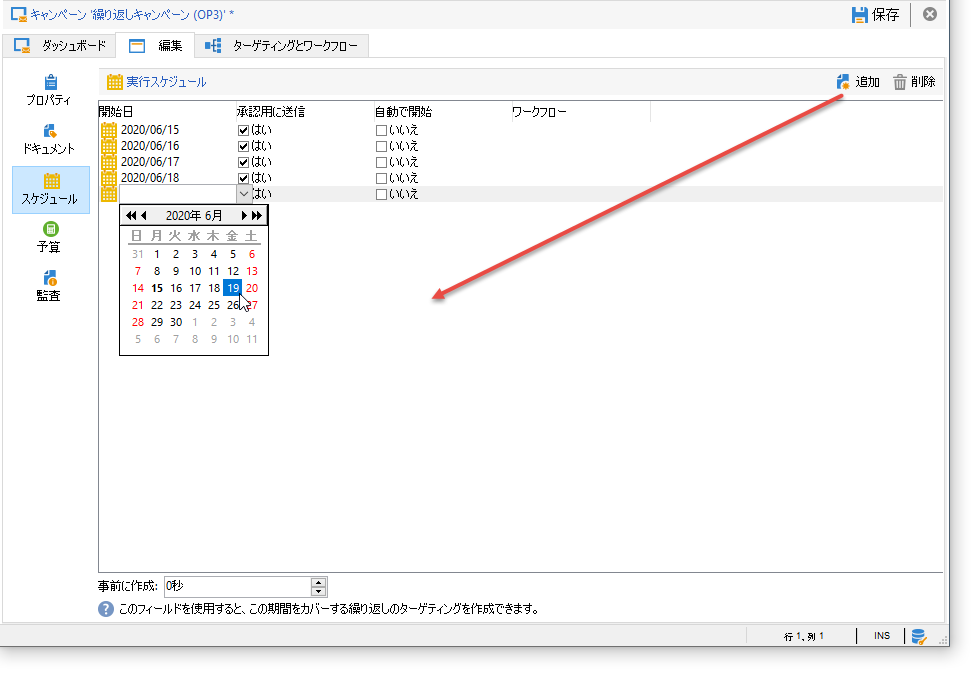 キャンペーン '繰り返しキャンペーン (OP3)' *
保存
ダッシュボード 編集 ターゲティングとワークフロー
プロパティ
ドキュメント
スケジュール
予算
監査
実行スケジュール 追加 削除
開始日 承認用に送信 自動で開始 ワークフロー
2020/06/15 はい いいえ
2020/06/16 はい いいえ
2020/06/17 はい いいえ
2020/06/18 はい いいえ
はい いいえ
2020年 6月
日 月 火 水 木 金 土
31 1 2 3 4 5 6
7 8 9 10 11 12 13
14 15 16 17 18 19 20
21 22 23 24 25 26 27
28 29 30 1 2 3 4
5 6 7 8 9 10 11
事前に作成: 0秒
このフィールドを使用すると、この期間をカバーする繰り返しのターゲティングを作成できます。
行 1、列 1 INS